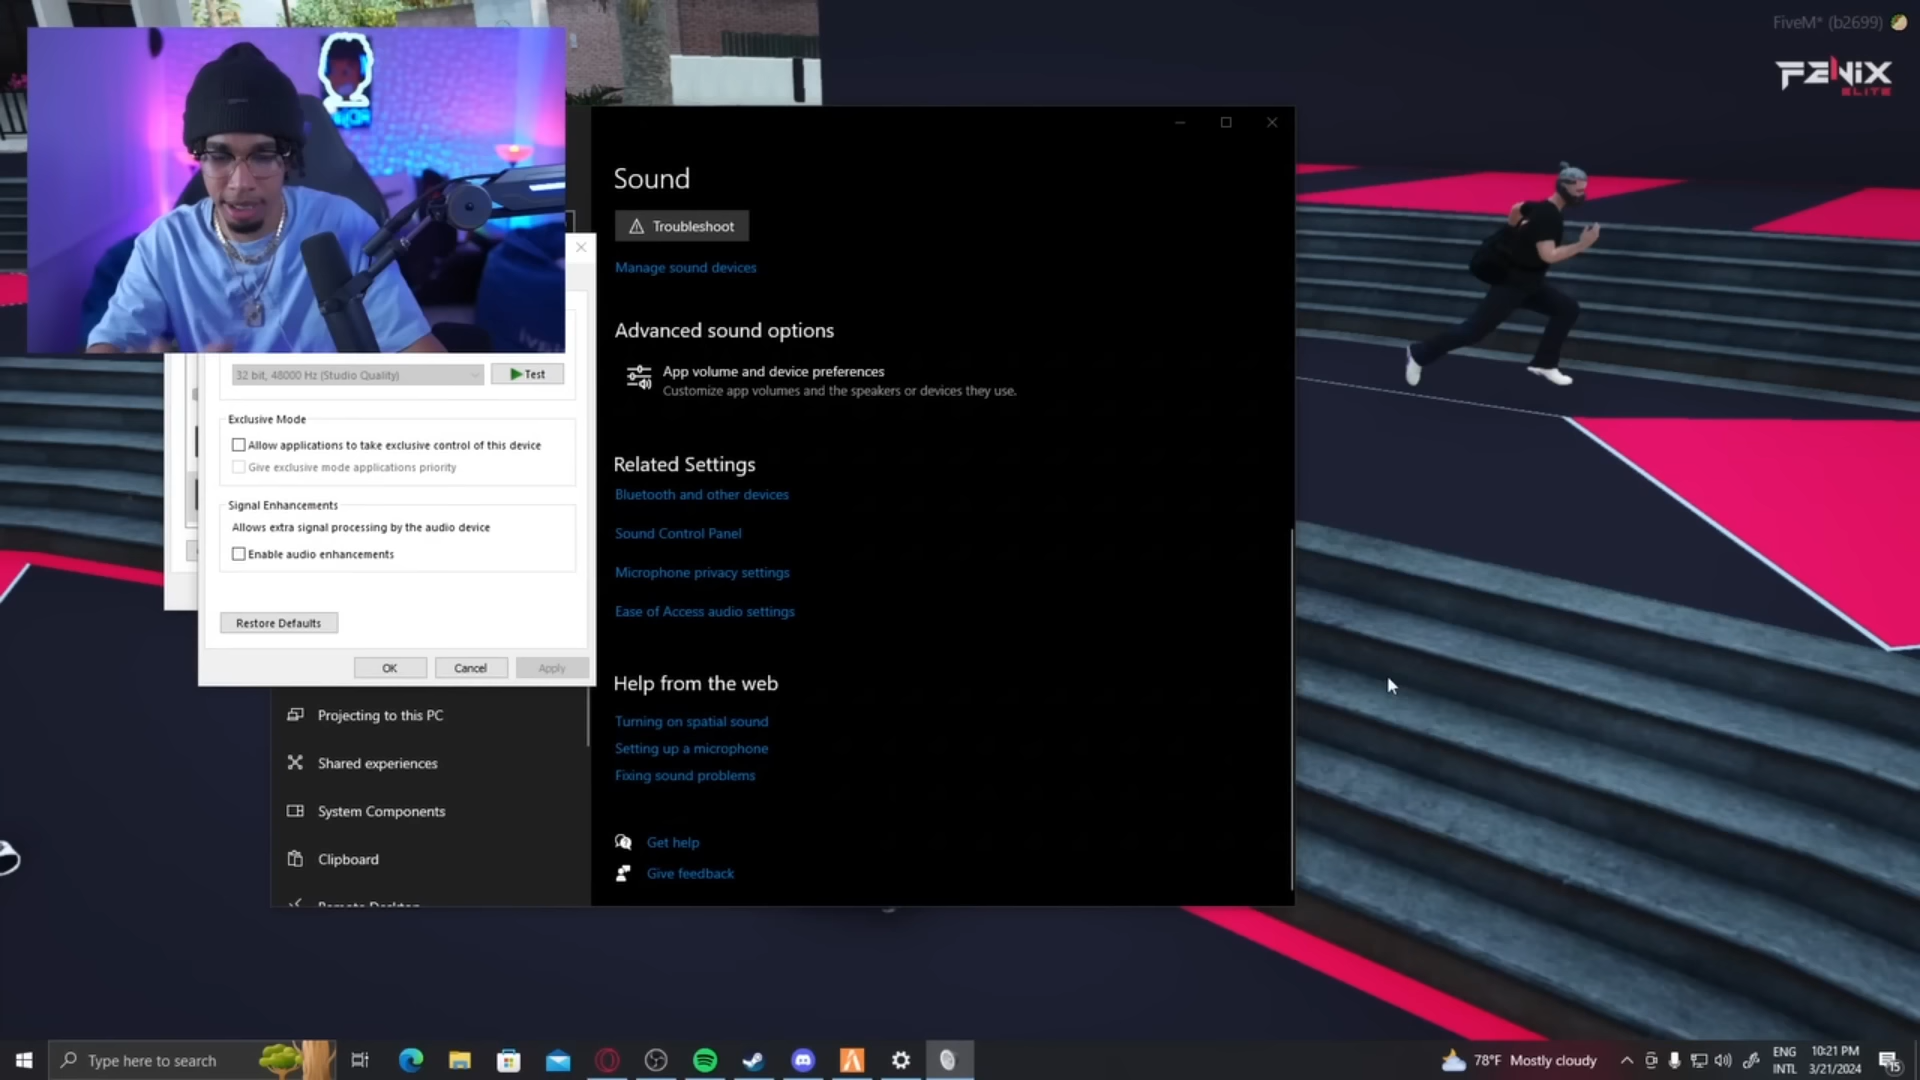 FiveM* (b2699)
FENIX
ELITE
Sound
Troubleshoot
Manage sound devices
Advanced sound options
App volume and device preferences
Customize app volumes and the speakers or devices they use.
Related Settings
Bluetooth and other devices
Sound Control Panel
Microphone privacy settings
Ease of Access audio settings
Help from the web
Turning on spatial sound
Setting up a microphone
Fixing sound problems
Get help
Give feedback
32 bit, 48000 Hz (Studio Quality)
Test
Exclusive Mode
Allow applications to take exclusive control of this device
Give exclusive mode applications priority
Signal Enhancements
Allows extra signal processing by the audio device
Enable audio enhancements
Restore Defaults
OK
Cancel
Apply
Projecting to this PC
Shared experiences
System Components
Clipboard
Remote Desktop
Type here to search
78°F Mostly cloudy
ENG
INTL
10:21 PM
3/21/2024
15